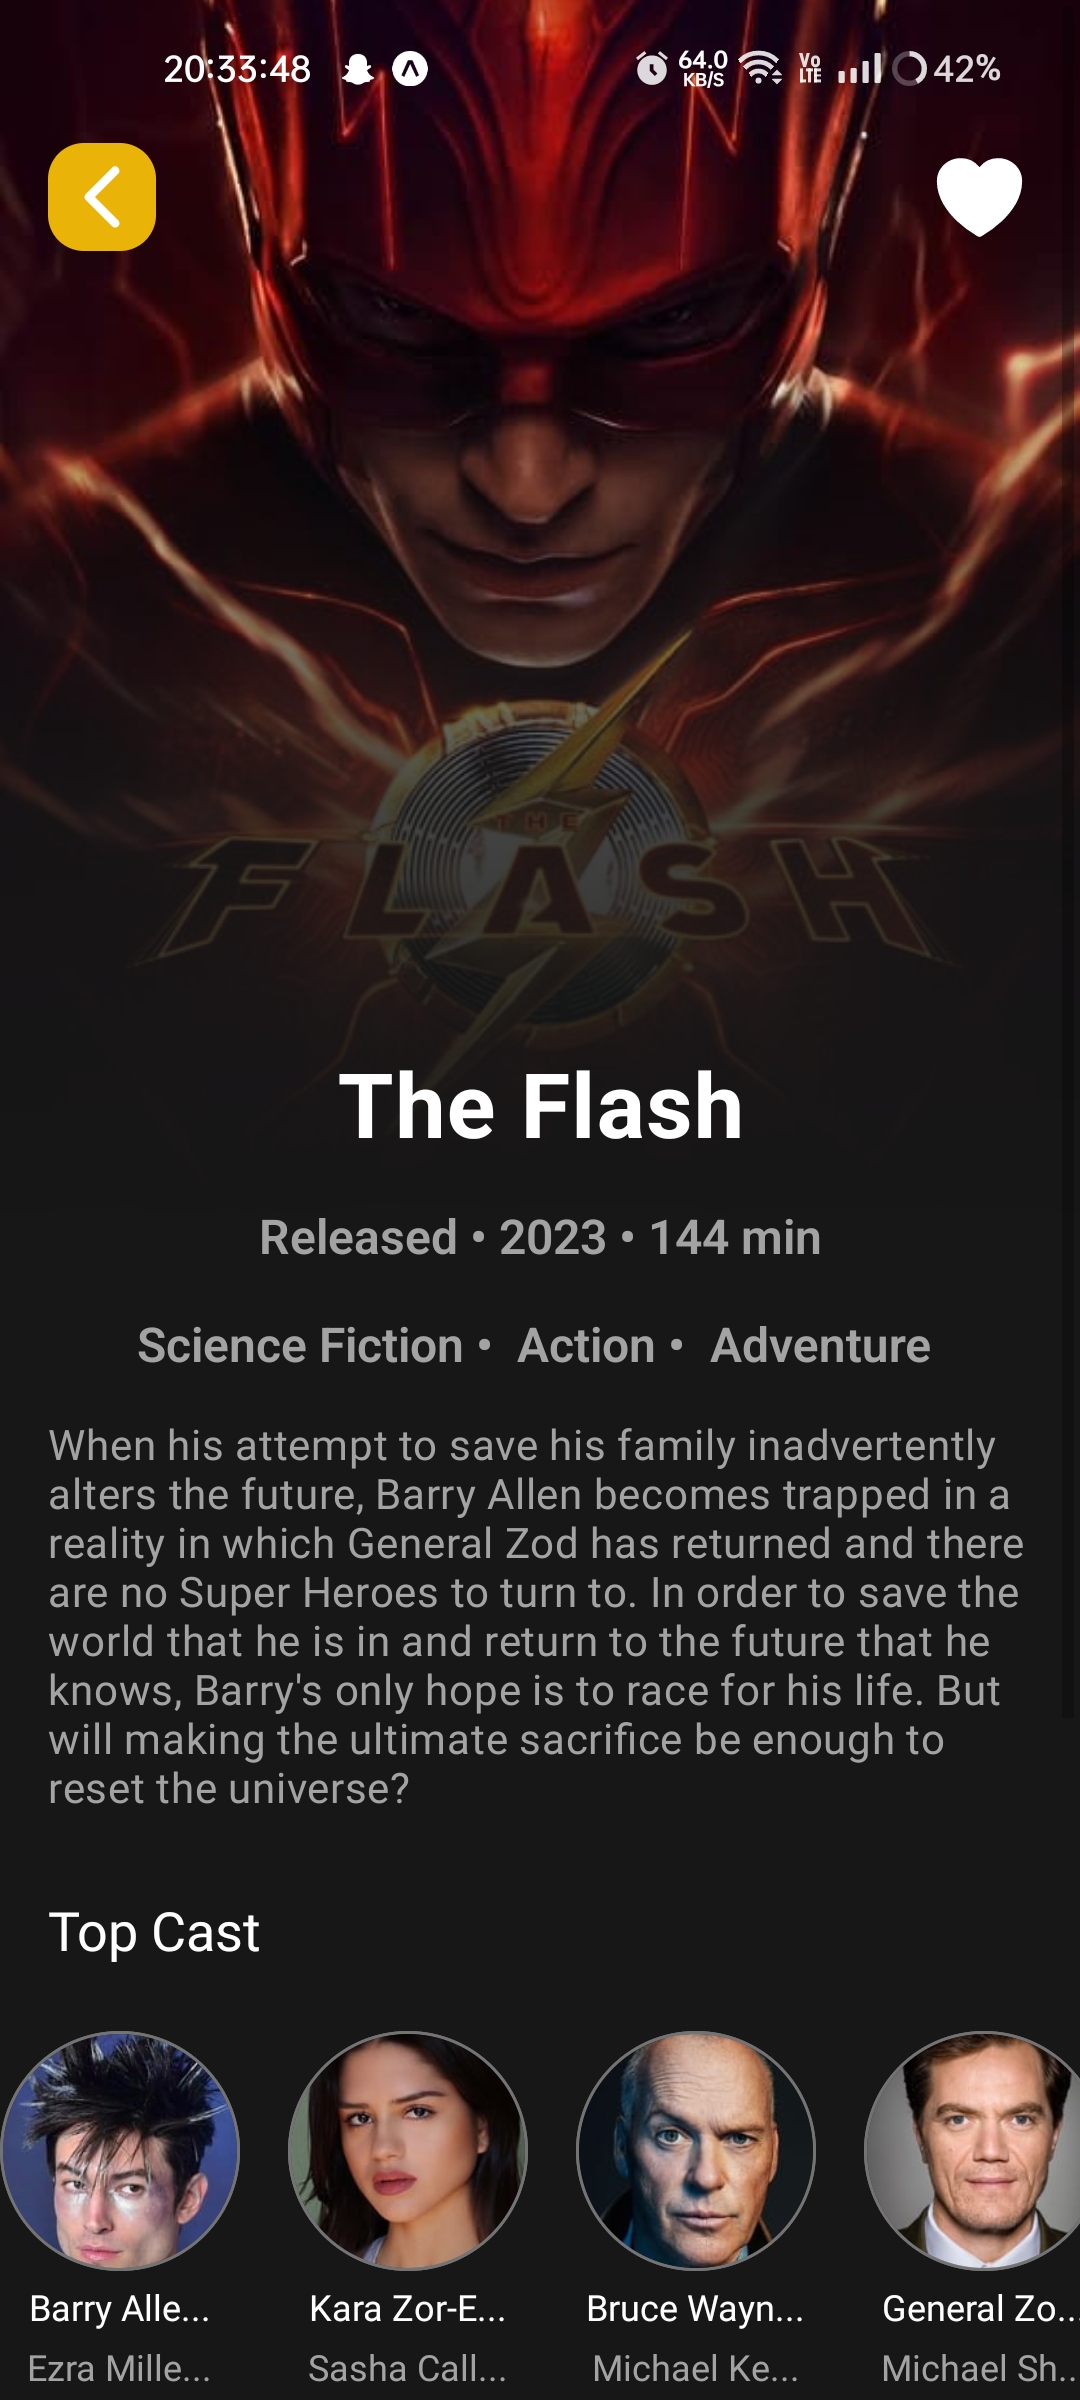 20:33:48 64.0 KB/S Vo LTE 42%
THE
FLASH
The Flash
Released • 2023 • 144 min
Science Fiction • Action • Adventure
When his attempt to save his family inadvertently
alters the future, Barry Allen becomes trapped in a
reality in which General Zod has returned and there
are no Super Heroes to turn to. In order to save the
world that he is in and return to the future that he
knows, Barry's only hope is to race for his life. But
will making the ultimate sacrifice be enough to
reset the universe?
Top Cast
Barry Alle... Kara Zor-E... Bruce Wayn... General Zo...
Ezra Mille... Sasha Call... Michael Ke... Michael Sh...